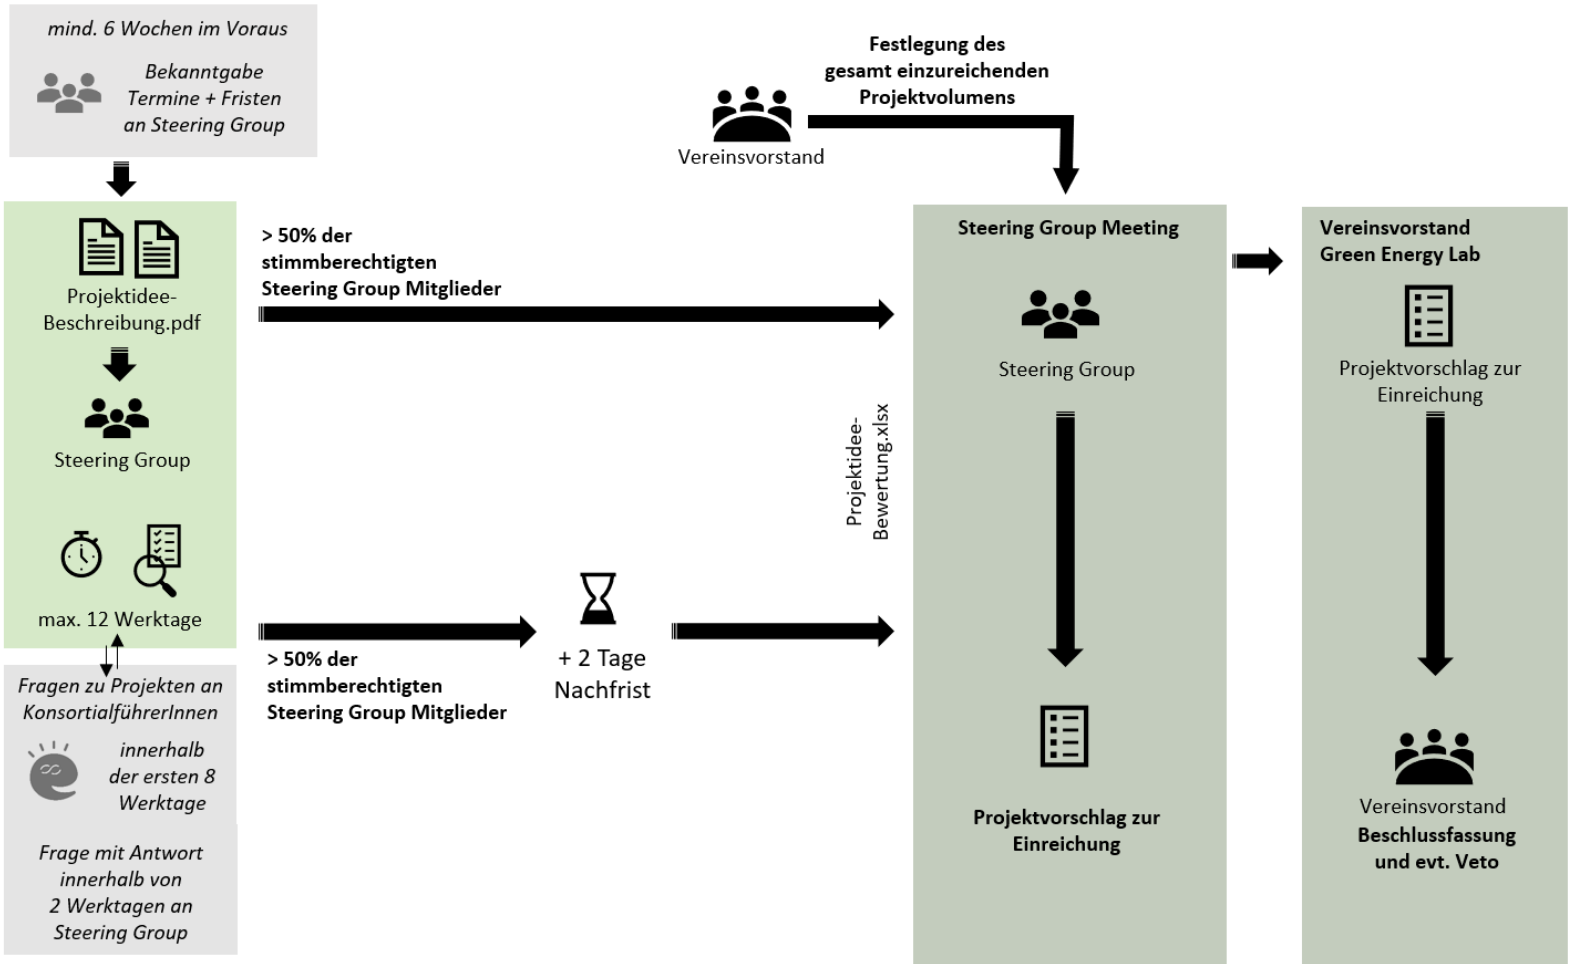 mind. 6 Wochen im Voraus
Bekanntgabe
Termine + Fristen
an Steering Group
Projektidee-
Beschreibung.pdf
Steering Group
max. 12 Werktage
Fragen zu Projekten an
KonsortialführerInnen
innerhalb
der ersten 8
Werktage
Frage mit Antwort
innerhalb von
2 Werktagen an
Steering Group
> 50% der
stimmberechtigten
Steering Group Mitglieder
> 50% der
stimmberechtigten
Steering Group Mitglieder
+ 2 Tage
Nachfrist
Projektidee-
Bewertung.xlsx
Vereinsvorstand
Festlegung des
gesamt einzureichenden
Projektvolumens
Steering Group Meeting
Steering Group
Projektvorschlag zur
Einreichung
Vereinsvorstand
Green Energy Lab
Projektvorschlag zur
Einreichung
Vereinsvorstand
Beschlussfassung
und evt. Veto